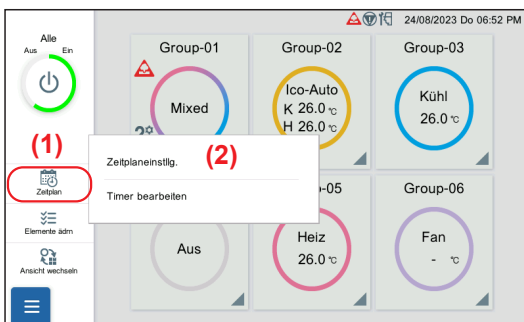 24/08/2023 Do 06:52 PM
Alle
Aus Ein
Group-01
Mixed
Group-02
Ico-Auto
K 26.0 °C
H 26.0 °C
Group-03
Kühl
26.0 °C
(1)
Zeitplan
Elemente ädrn
Ansicht wechseln
(2)
Zeitplaneinstllg.
Timer bearbeiten
Aus
-05
Heiz
26.0 °C
Group-06
Fan
- °C